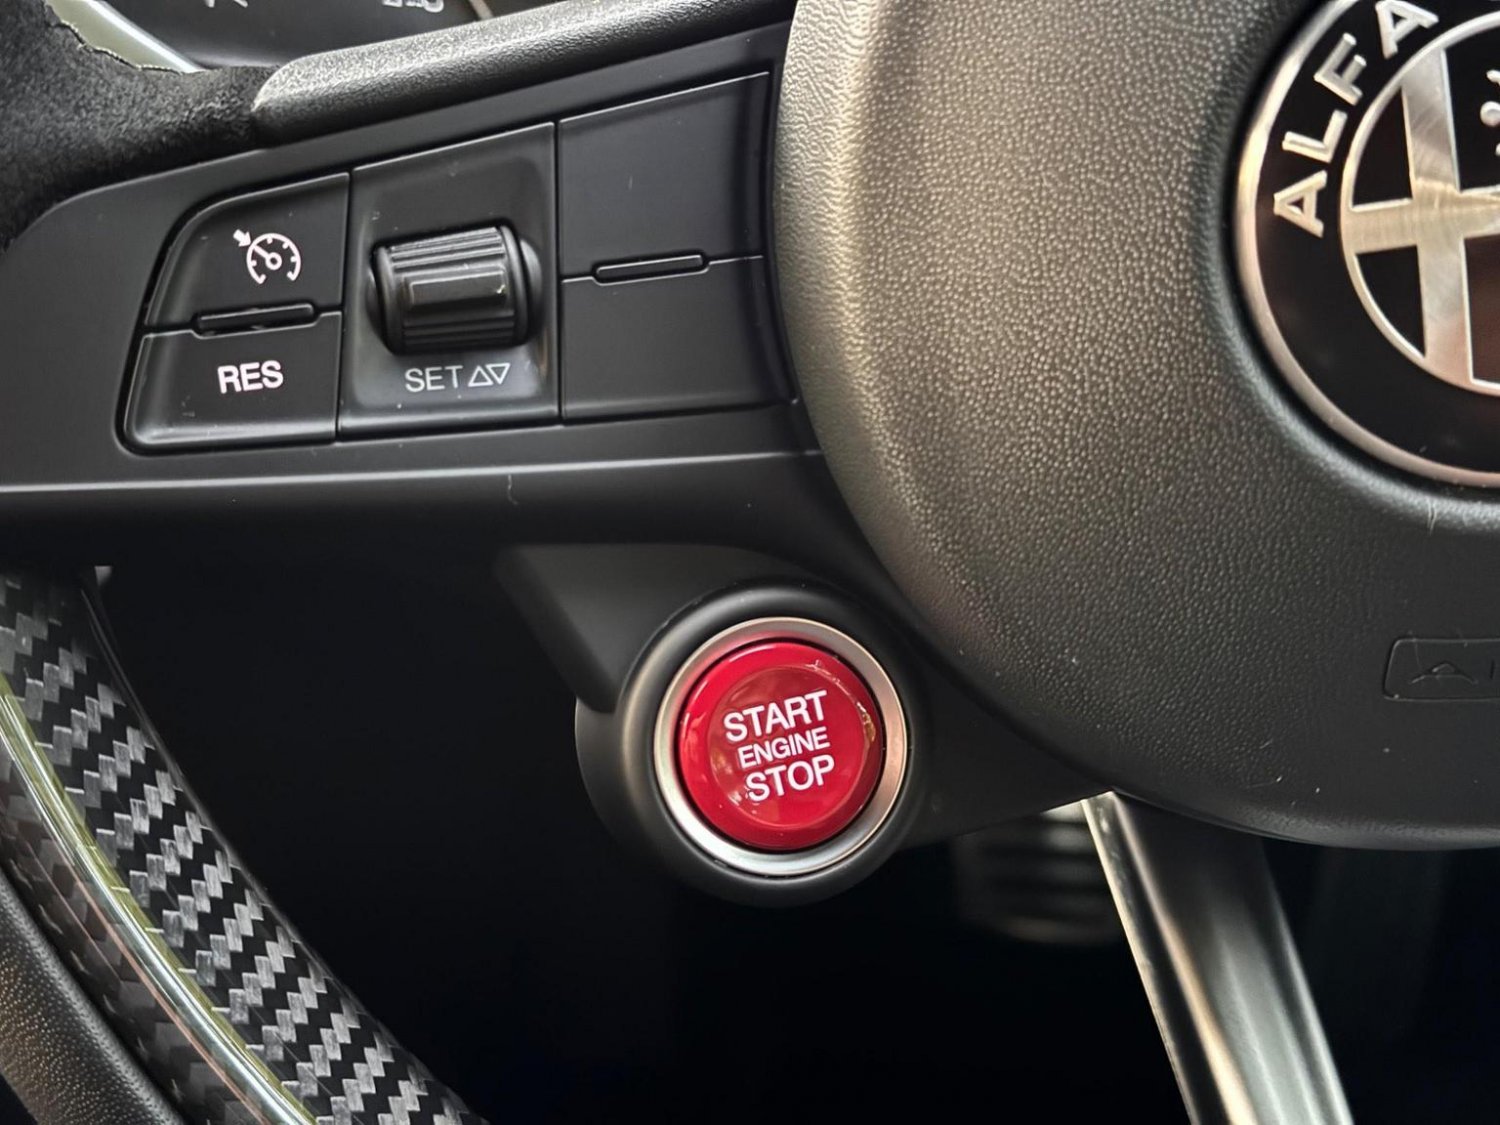 ALFA
RES
SET △▽
START
ENGINE
STOP